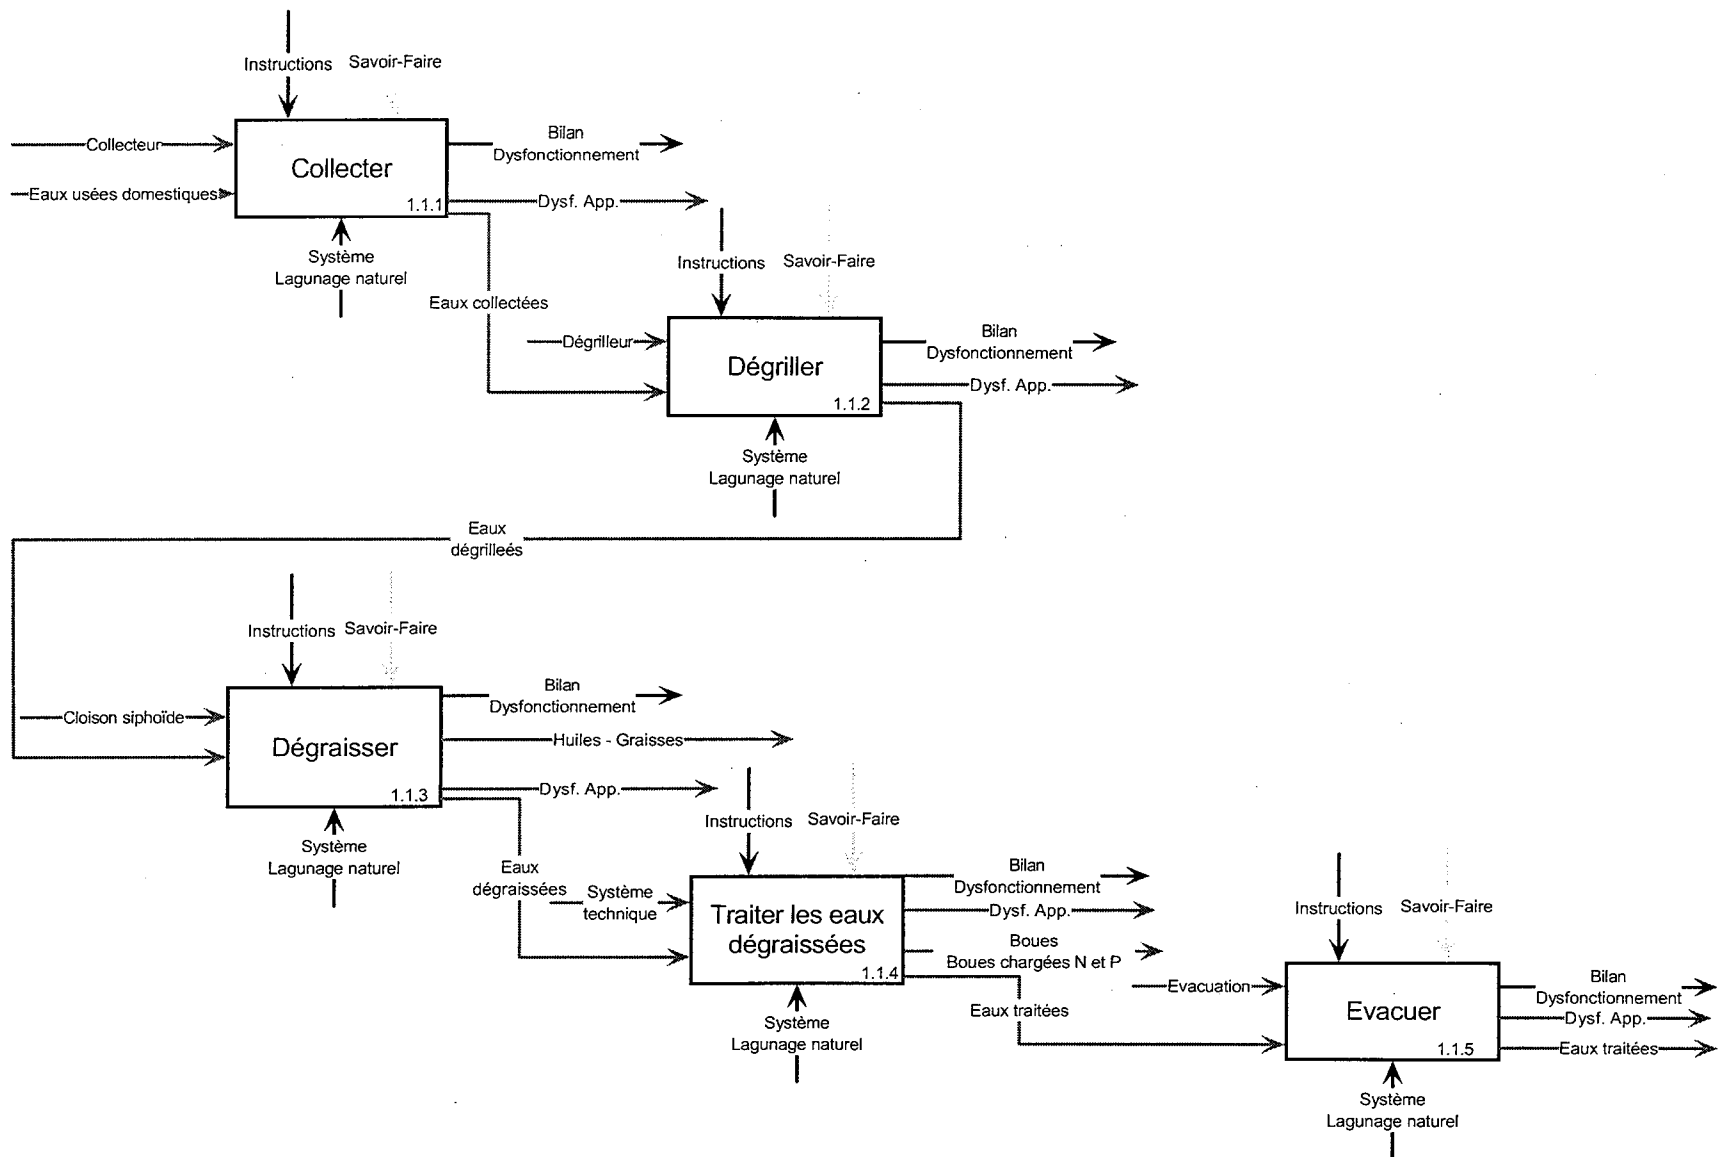 Instructions
Savoir-Faire
Collecteur
Eaux usées domestiques
Collecter
1.1.1
Bilan
Dysfonctionnement
Dysf. App.
Système
Lagunage naturel
Eaux collectées
Instructions
Savoir-Faire
Dégrilleur
Dégriller
1.1.2
Bilan
Dysfonctionnement
Dysf. App.
Système
Lagunage naturel
Eaux
dégrilleés
Instructions
Savoir-Faire
Cloison siphoïde
Dégraisser
1.1.3
Bilan
Dysfonctionnement
Huiles - Graisses
Dysf. App.
Système
Lagunage naturel
Eaux
dégraissées
Instructions
Savoir-Faire
Système
technique
Traiter les eaux
dégraissées
1.1.4
Bilan
Dysfonctionnement
Dysf. App.
Boues
Boues chargées N et P
Eaux traitées
Système
Lagunage naturel
Instructions
Savoir-Faire
Evacuation
Evacuer
1.1.5
Bilan
Dysfonctionnement
Dysf. App.
Eaux traitées
Système
Lagunage naturel